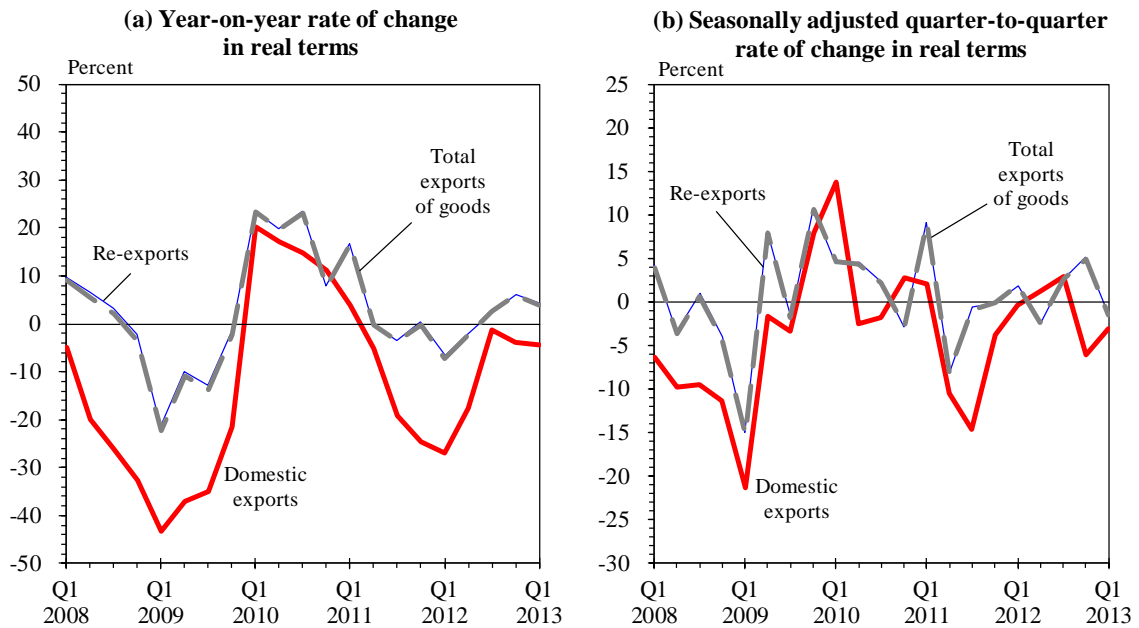 (a) Year-on-year rate of change
in real terms
Percent
50
40
30
20
10
0
-10
-20
-30
-40
-50
Total
exports
of goods
Re-exports
Domestic
exports
Q1
2008
Q1
2009
Q1
2010
Q1
2011
Q1
2012
Q1
2013
(b) Seasonally adjusted quarter-to-quarter
rate of change in real terms
Percent
25
20
15
10
5
0
-5
-10
-15
-20
-25
-30
Total
exports
of goods
Re-exports
Domestic
exports
Q1
2008
Q1
2009
Q1
2010
Q1
2011
Q1
2012
Q1
2013